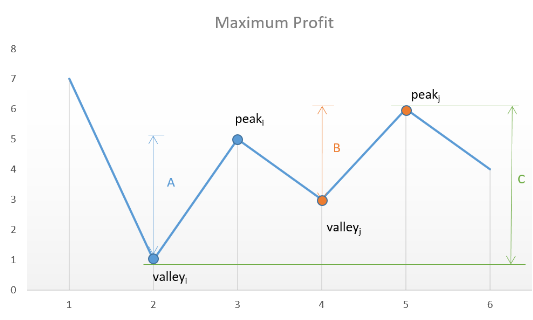 Maximum Profit
8
7
6
5
4
3
2
1
0
peakᵢ
peakⱼ
A
B
C
valleyⱼ
valleyᵢ
1 2 3 4 5 6